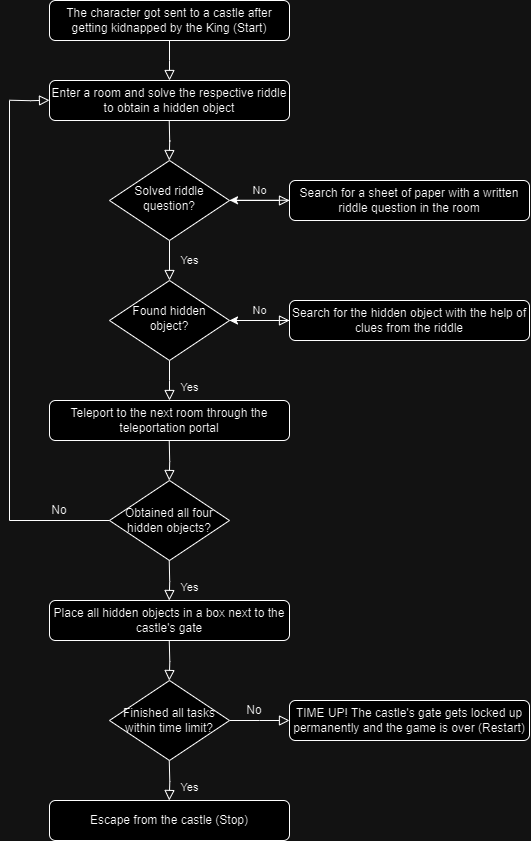 The character got sent to a castle after
getting kidnapped by the King (Start)
Enter a room and solve the respective riddle
to obtain a hidden object
Solved riddle
question?
No
Search for a sheet of paper with a written
riddle question in the room
Yes
Found hidden
object?
No
Search for the hidden object with the help of
clues from the riddle
Yes
Teleport to the next room through the
teleportation portal
Obtained all four
hidden objects?
No
Yes
Place all hidden objects in a box next to the
castle's gate
Finished all tasks
within time limit?
No
TIME UP! The castle's gate gets locked up
permanently and the game is over (Restart)
Yes
Escape from the castle (Stop)